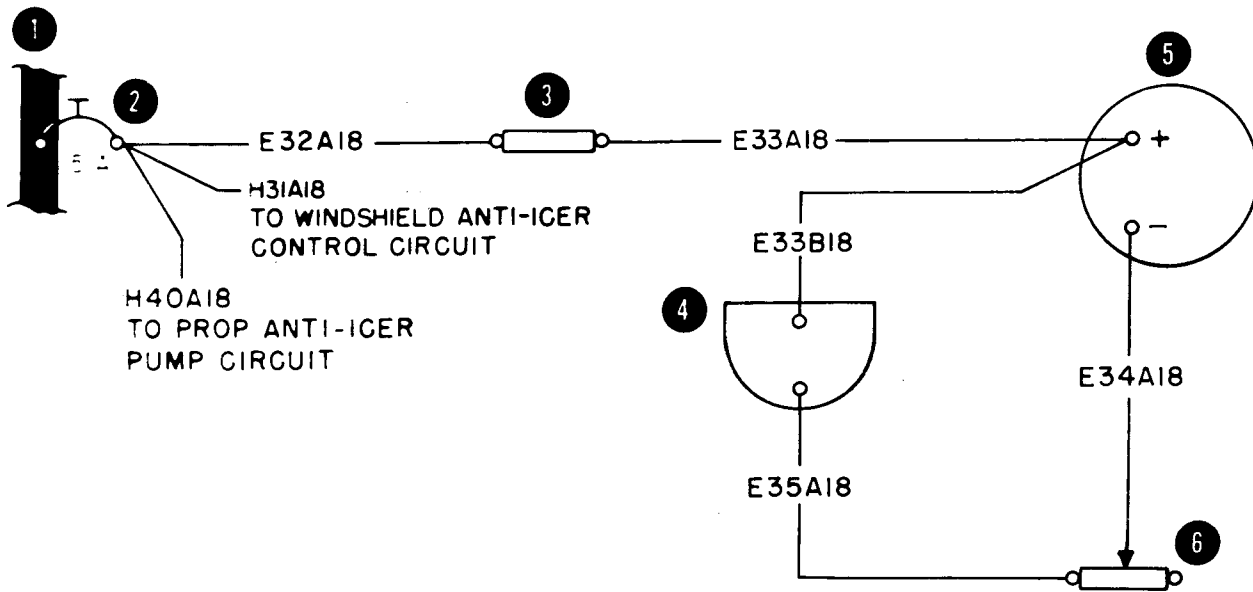 1
2
3
5
5 A
E32A18
E33A18
+
H31A18
TO WINDSHIELD ANTI-ICER
CONTROL CIRCUIT
-
E33B18
H40A18
TO PROP ANTI-ICER
PUMP CIRCUIT
4
E34A18
E35A18
6